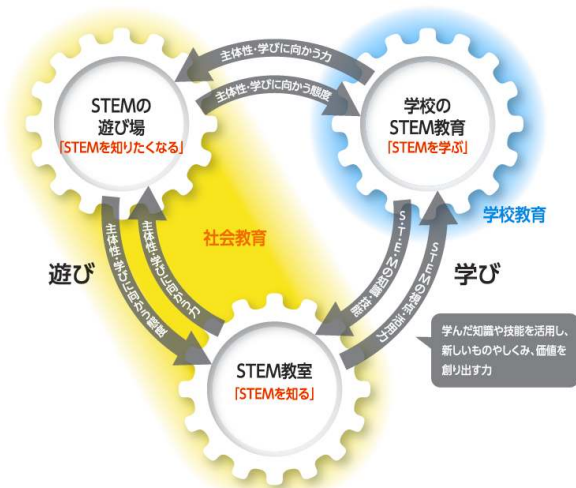 主体性・学びに向かう力
主体性・学びに向かう態度
STEMの
遊び場
「STEMを知りたくなる」
学校の
STEM教育
「STEMを学ぶ」
学校教育
社会教育
遊び
主体性・学びに向かう態度
主体性・学びに向かう力
S・T・E・Mの知識・技能
STEMの視点・活用力
学び
STEM教室
「STEMを知る」
学んだ知識や技能を活用し、
新しいものやしくみ、価値を
創り出す力